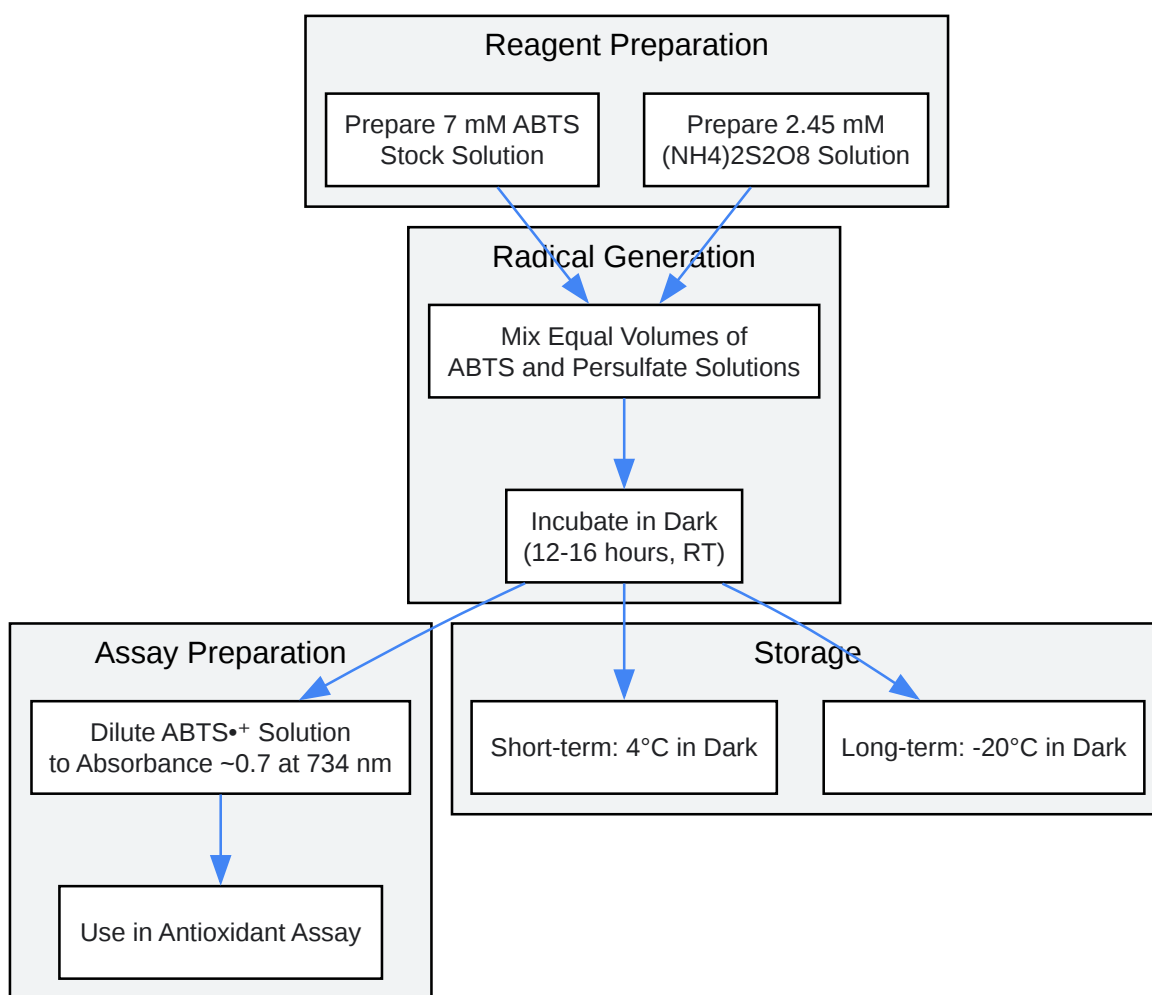 Reagent Preparation
Prepare 7 mM ABTS
Stock Solution
Prepare 2.45 mM
(NH4)2S2O8 Solution
Radical Generation
Mix Equal Volumes of
ABTS and Persulfate Solutions
Incubate in Dark
(12-16 hours, RT)
Assay Preparation
Dilute ABTS•⁺ Solution
to Absorbance ~0.7 at 734 nm
Use in Antioxidant Assay
Storage
Short-term: 4°C in Dark
Long-term: -20°C in Dark